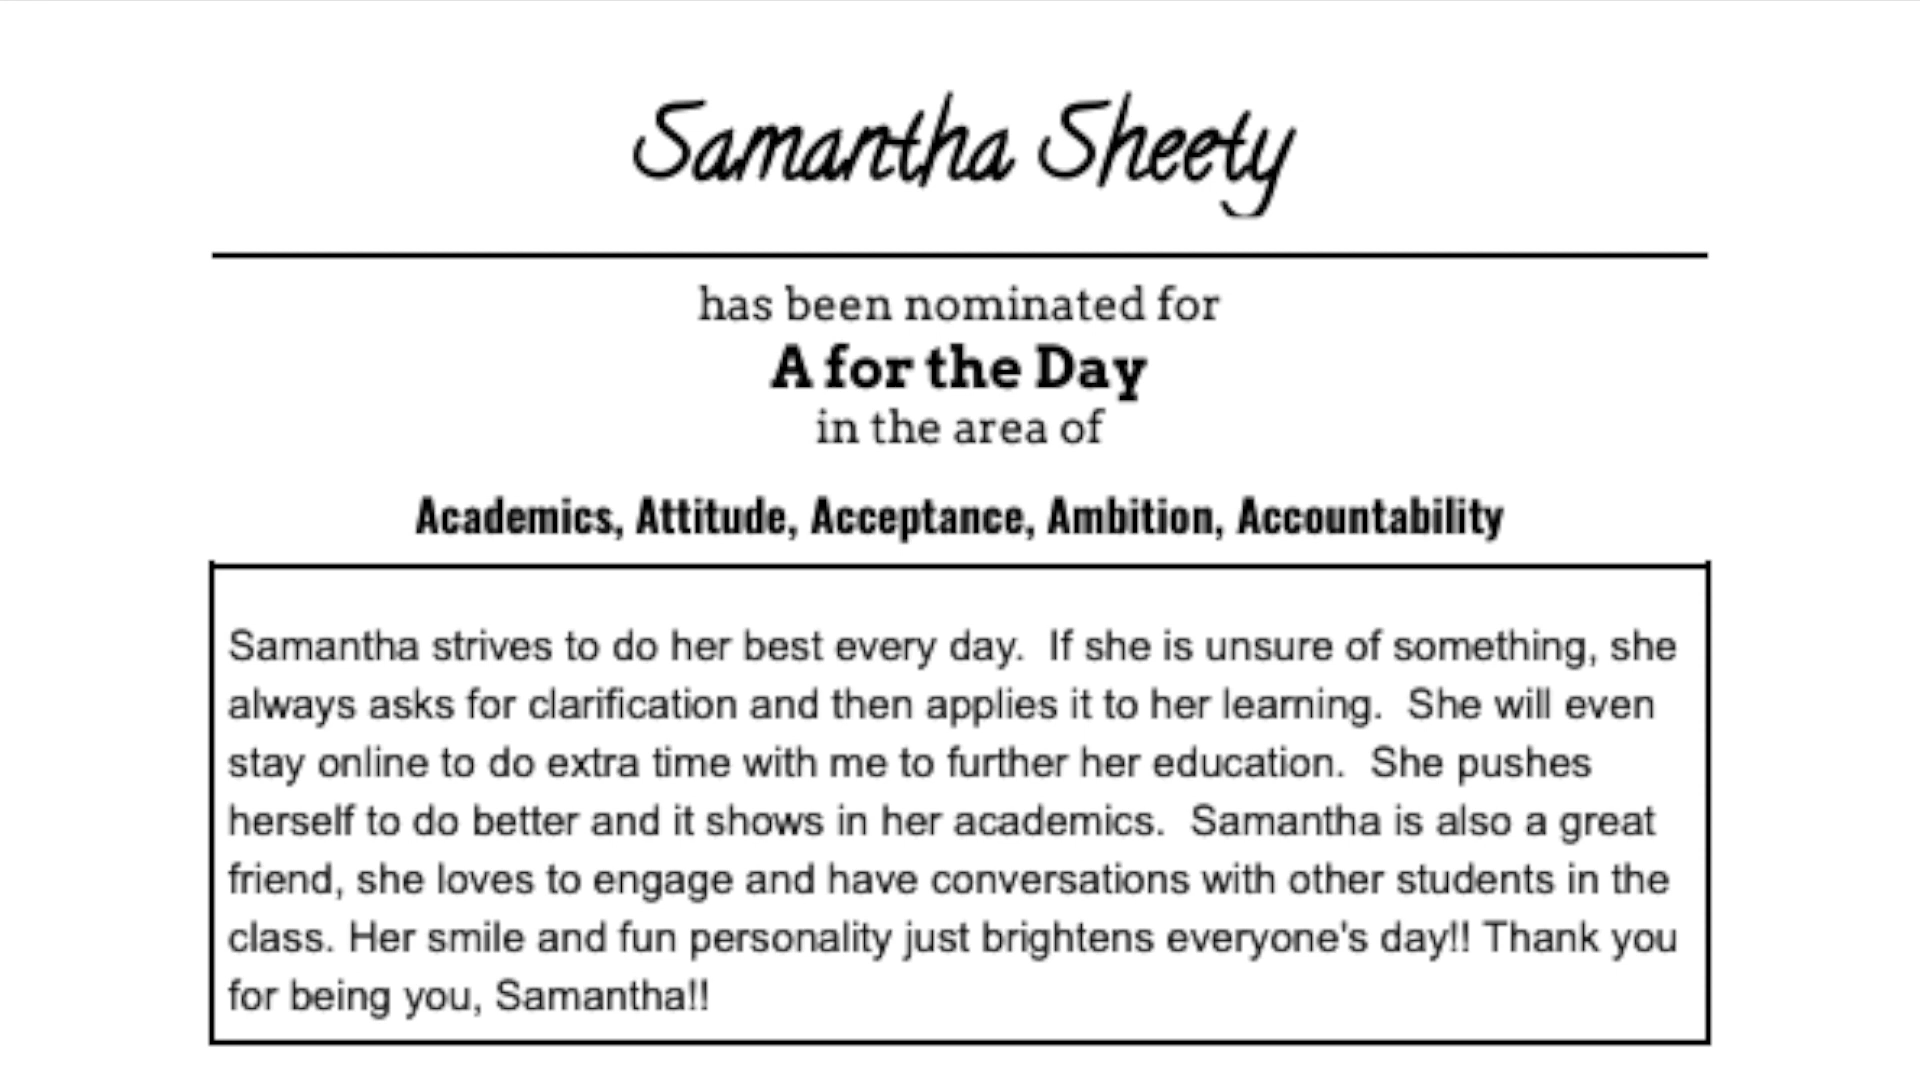 Samantha Sheety
has been nominated for
A for the Day
in the area of
Academics, Attitude, Acceptance, Ambition, Accountability
Samantha strives to do her best every day.  If she is unsure of something, she
always asks for clarification and then applies it to her learning.  She will even
stay online to do extra time with me to further her education.  She pushes
herself to do better and it shows in her academics.  Samantha is also a great
friend, she loves to engage and have conversations with other students in the
class. Her smile and fun personality just brightens everyone's day!! Thank you
for being you, Samantha!!